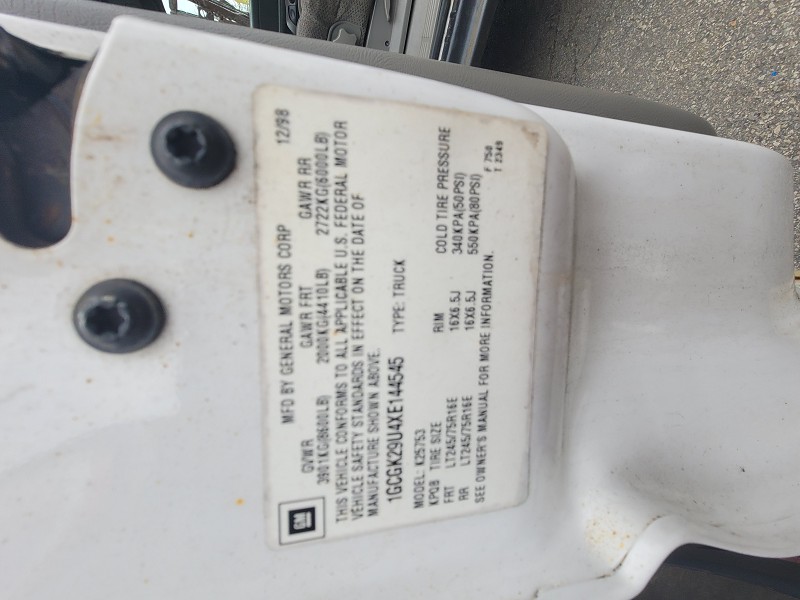 GM
MFD BY GENERAL MOTORS CORP 12/98
GVWR GAWR FRT GAWR RR
3901KG(8600LB) 2000KG(4410LB) 2722KG(6000LB)
THIS VEHICLE CONFORMS TO ALL APPLICABLE U.S. FEDERAL MOTOR
VEHICLE SAFETY STANDARDS IN EFFECT ON THE DATE OF
MANUFACTURE SHOWN ABOVE.
1GCGK29U4XE144545 TYPE: TRUCK
MODEL: K25753
KPOB TIRE SIZE RIM COLD TIRE PRESSURE
FRT LT245/75R16E 16X6.5J 340KPA(50PSI)
RR LT245/75R16E 16X6.5J 550KPA(80PSI)
SEE OWNER'S MANUAL FOR MORE INFORMATION.
F 750
T 2349